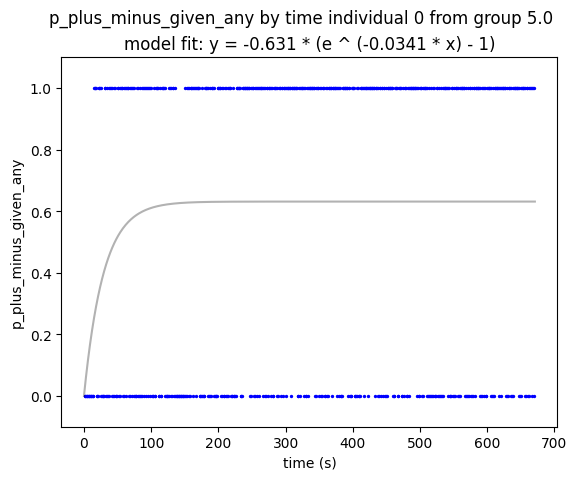 p_plus_minus_given_any by time individual 0 from group 5.0
model fit: y = -0.631 * (e ^ (-0.0341 * x) - 1)
1.0
0.8
0.6
0.4
0.2
0.0
p_plus_minus_given_any
0 100 200 300 400 500 600 700
time (s)